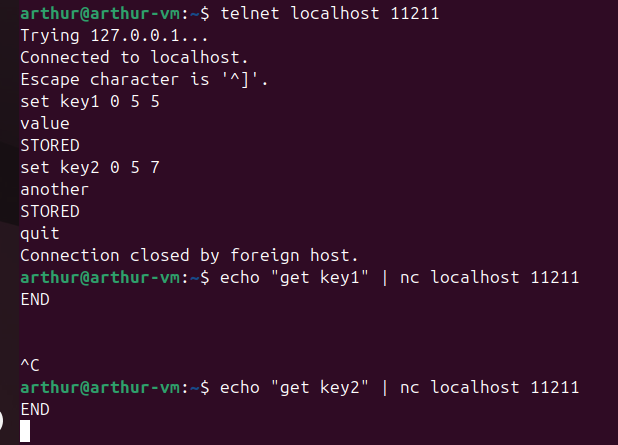 arthur@arthur-vm:~$ telnet localhost 11211
Trying 127.0.0.1...
Connected to localhost.
Escape character is '^]'.
set key1 0 5 5
value
STORED
set key2 0 5 7
another
STORED
quit
Connection closed by foreign host.
arthur@arthur-vm:~$ echo "get key1" | nc localhost 11211
END
^C
arthur@arthur-vm:~$ echo "get key2" | nc localhost 11211
END